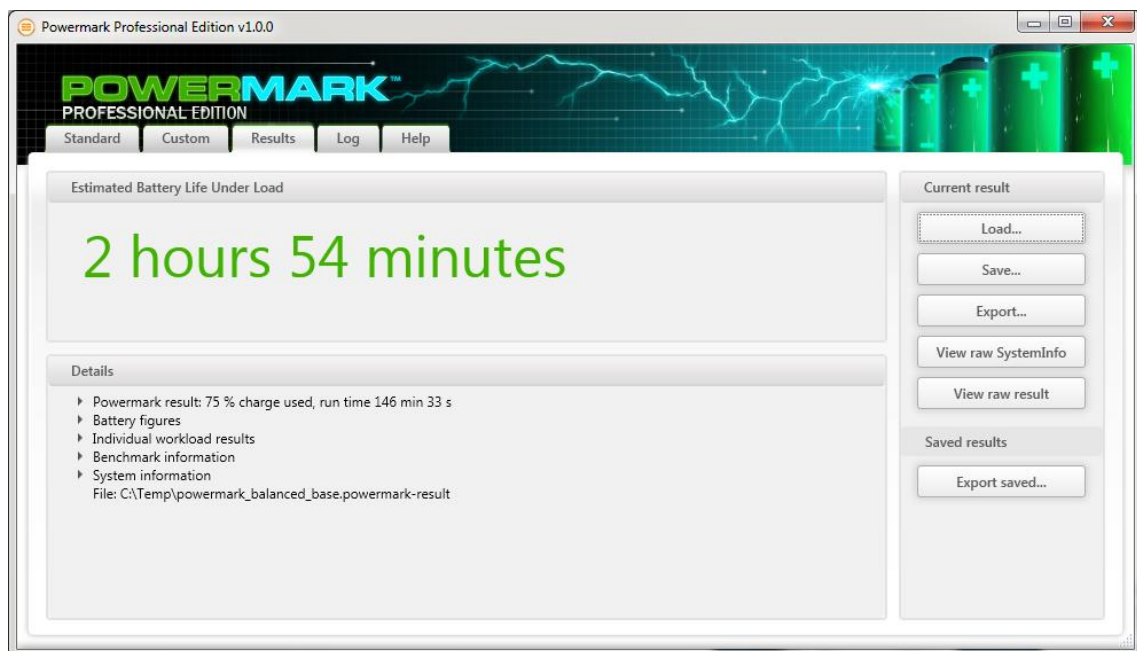 Powermark Professional Edition v1.0.0
POWERMARK™
PROFESSIONAL EDITION
Standard Custom Results Log Help
Estimated Battery Life Under Load
2 hours 54 minutes
Details
Powermark result: 75 % charge used, run time 146 min 33 s
Battery figures
Individual workload results
Benchmark information
System information
File: C:\Temp\powermark_balanced_base.powermark-result
Current result
Load...
Save...
Export...
View raw SystemInfo
View raw result
Saved results
Export saved...